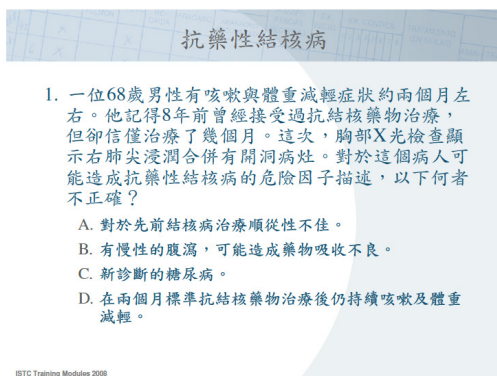 抗藥性結核病
1. 一位68歲男性有咳嗽與體重減輕症狀約兩個月左
右。他記得8年前曾經接受過抗結核藥物治療，
但卻信僅治療了幾個月。這次，胸部X光檢查顯
示右肺尖浸潤合併有開洞病灶。對於這個病人可
能造成抗藥性結核病的危險因子描述，以下何者
不正確？
A. 對於先前結核病治療順從性不佳。
B. 有慢性的腹瀉，可能造成藥物吸收不良。
C. 新診斷的糖尿病。
D. 在兩個月標準抗結核藥物治療後仍持續咳嗽及體重
減輕。
ISTC Training Modules 2008